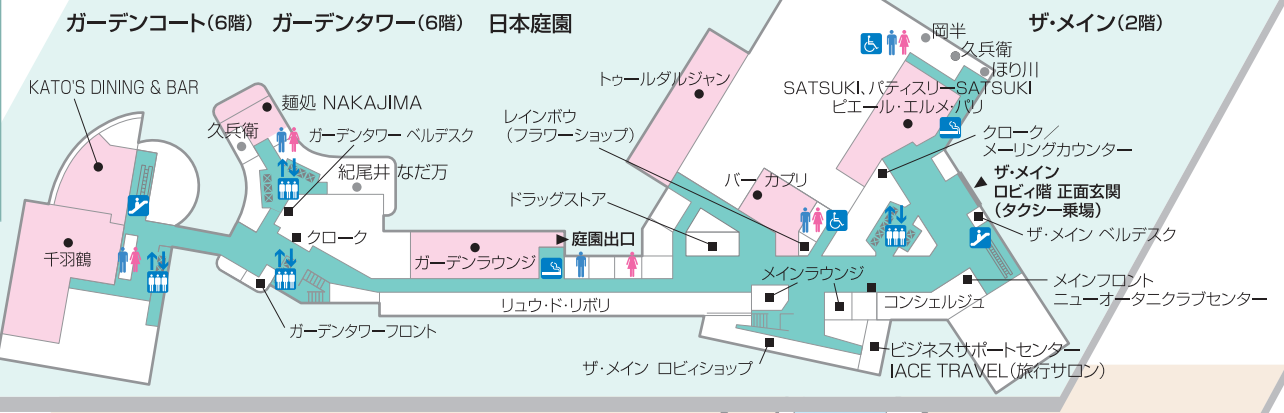 ガーデンコート(6階) ガーデンタワー(6階) 日本庭園
ザ・メイン(2階)
KATO'S DINING & BAR
麺処 NAKAJIMA
久兵衛
ガーデンタワー ベルデスク
紀尾井 なだ万
クローク
千羽鶴
ガーデンラウンジ
▶庭園出口
リュウ・ド・リボリ
ガーデンタワーフロント
トゥールダルジャン
レインボウ
(フラワーショップ)
ドラッグストア
バー カプリ
岡半
久兵衛
ほり川
SATSUKI、パティスリーSATSUKI
ピエール・エルメ・パリ
クローク/
メーリングカウンター
ザ・メイン
ロビィ階 正面玄関
(タクシー乗場)
ザ・メイン ベルデスク
メインラウンジ
コンシェルジュ
メインフロント
ニューオータニクラブセンター
ザ・メイン ロビィショップ
ビジネスサポートセンター
IACE TRAVEL(旅行サロン)